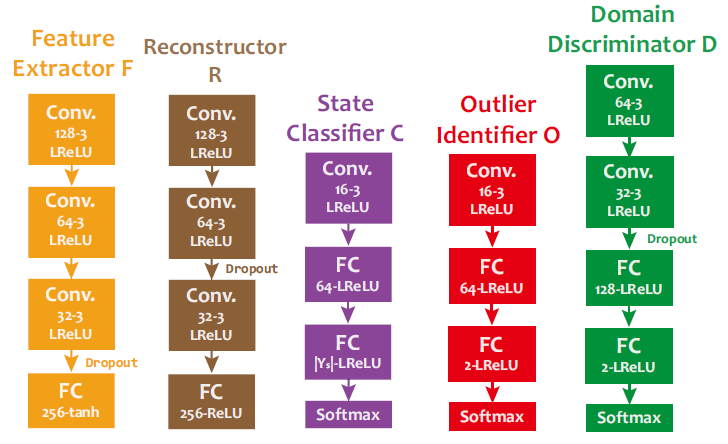 Feature
Extractor F
Conv.
128-3
LReLU
Conv.
64-3
LReLU
Conv.
32-3
LReLU
Dropout
FC
256-tanh
Reconstructor
R
Conv.
128-3
LReLU
Conv.
64-3
LReLU
Dropout
Conv.
32-3
LReLU
FC
256-ReLU
State
Classifier C
Conv.
16-3
LReLU
FC
64-LReLU
FC
|Ys|-LReLU
Softmax
Outlier
Identifier O
Conv.
16-3
LReLU
FC
64-LReLU
FC
2-LReLU
Softmax
Domain
Discriminator D
Conv.
64-3
LReLU
Conv.
32-3
LReLU
Dropout
FC
128-LReLU
FC
2-LReLU
Softmax